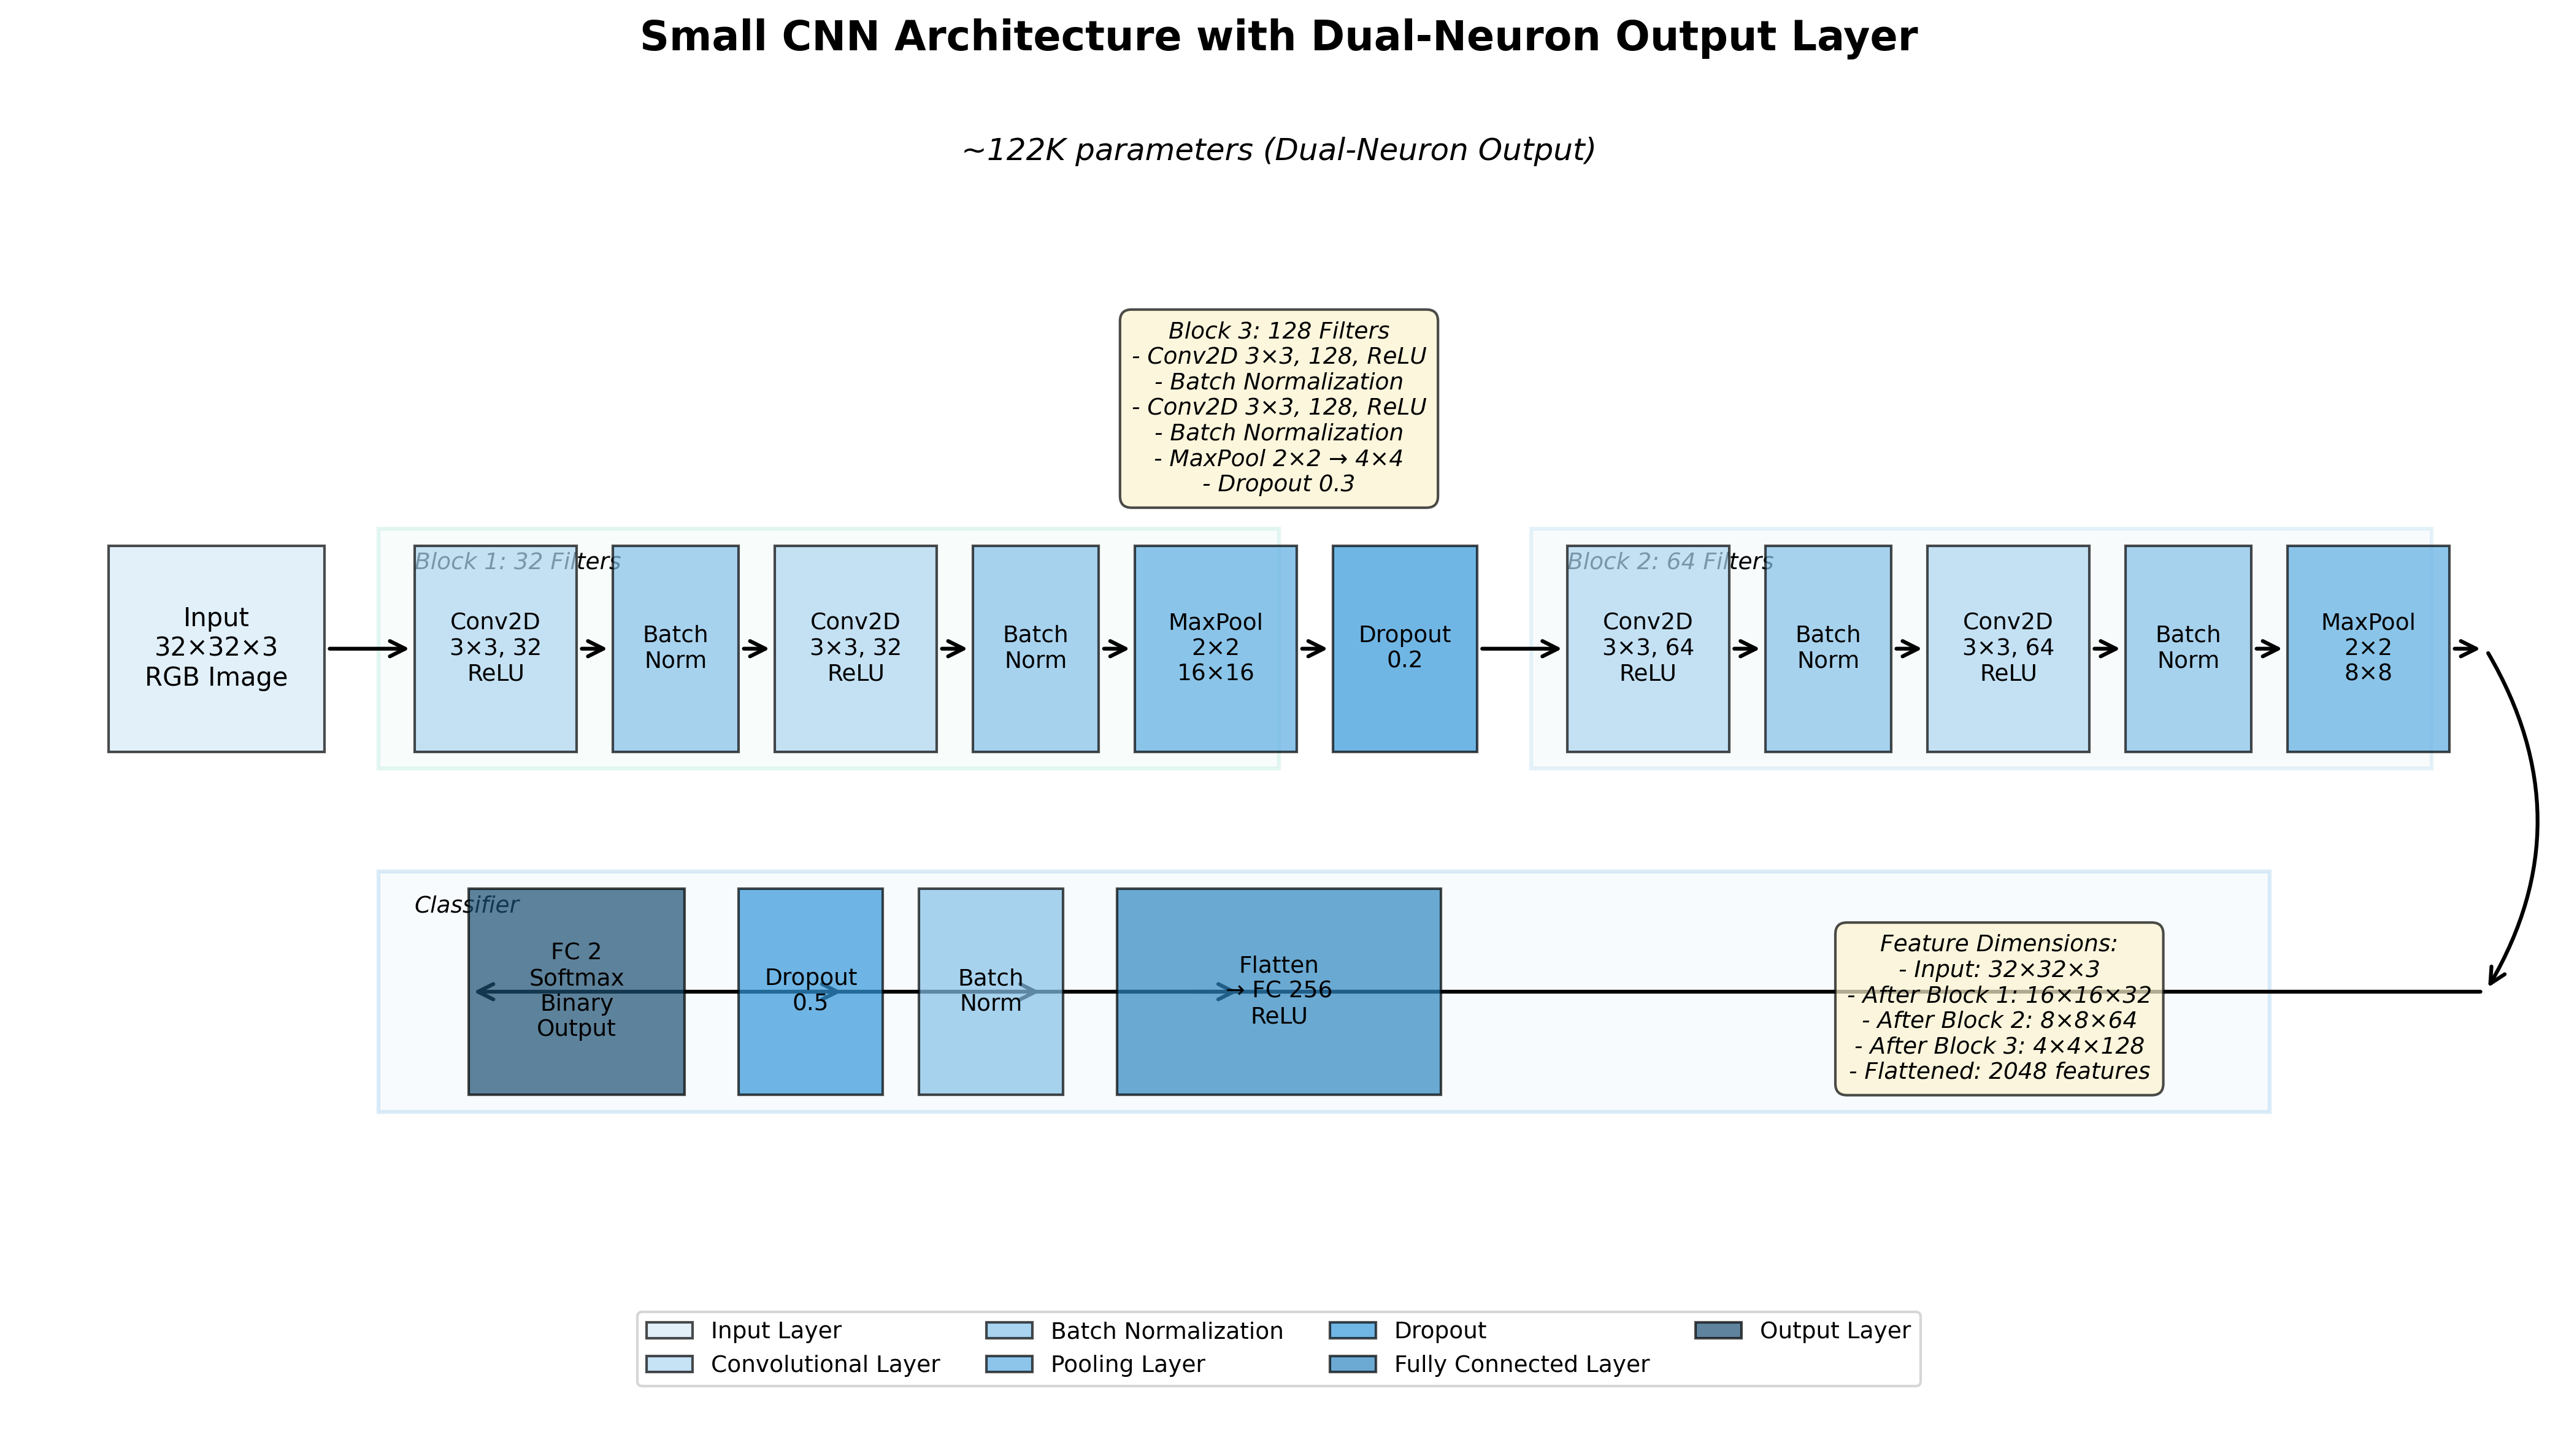 Small CNN Architecture with Dual-Neuron Output Layer
~122K parameters (Dual-Neuron Output)
Block 3: 128 Filters
- Conv2D 3×3, 128, ReLU
- Batch Normalization
- Conv2D 3×3, 128, ReLU
- Batch Normalization
- MaxPool 2×2 → 4×4
- Dropout 0.3
Input
32×32×3
RGB Image
Block 1: 32 Filters
Conv2D
3×3, 32
ReLU
Batch
Norm
Conv2D
3×3, 32
ReLU
Batch
Norm
MaxPool
2×2
16×16
Dropout
0.2
Block 2: 64 Filters
Conv2D
3×3, 64
ReLU
Batch
Norm
Conv2D
3×3, 64
ReLU
Batch
Norm
MaxPool
2×2
8×8
Classifier
FC 2
Softmax
Binary
Output
Dropout
0.5
Batch
Norm
Flatten
→ FC 256
ReLU
Feature Dimensions:
- Input: 32×32×3
- After Block 1: 16×16×32
- After Block 2: 8×8×64
- After Block 3: 4×4×128
- Flattened: 2048 features
Input Layer
Convolutional Layer
Batch Normalization
Pooling Layer
Dropout
Fully Connected Layer
Output Layer